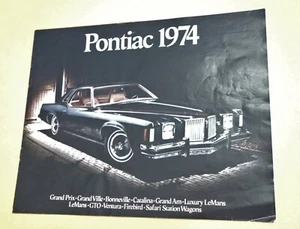 Pontiac 1974
Grand Prix·Grand Ville·Bonneville·Catalina·Grand Am·Luxury LeMans
LeMans·GTO·Ventura·Firebird·Safari Station Wagons